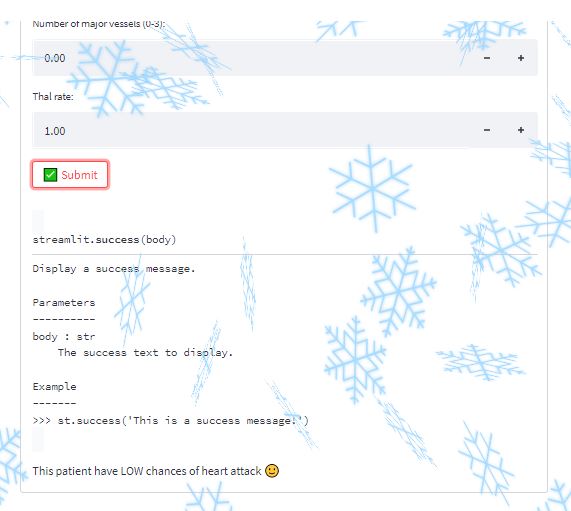 Number of major vessels (0-3):
0.00
Thal rate:
1.00
Submit
streamlit.success(body)
Display a success message.
Parameters
----------
body : str
The success text to display.
Example
-------
>>> st.success('This is a success message.')
This patient have LOW chances of heart attack